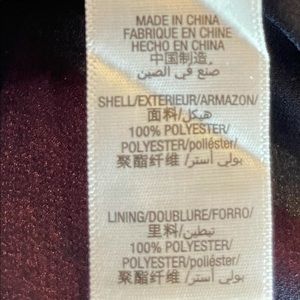 MADE IN CHINA
FABRIQUE EN CHINE
HECHO EN CHINA
中国制造。
صنع في الصين
SHELL/EXTERIEUR/ARMAZON/
面料/هيكل/
100% POLYESTER/
POLYESTER/poliéster/
聚酯纤维 /بولي أستر/
LINING/DOUBLURE/FORRO/
里料/تبطين/
100% POLYESTER/
POLYESTER/poliéster/
聚酯纤维 /بولي أستر/